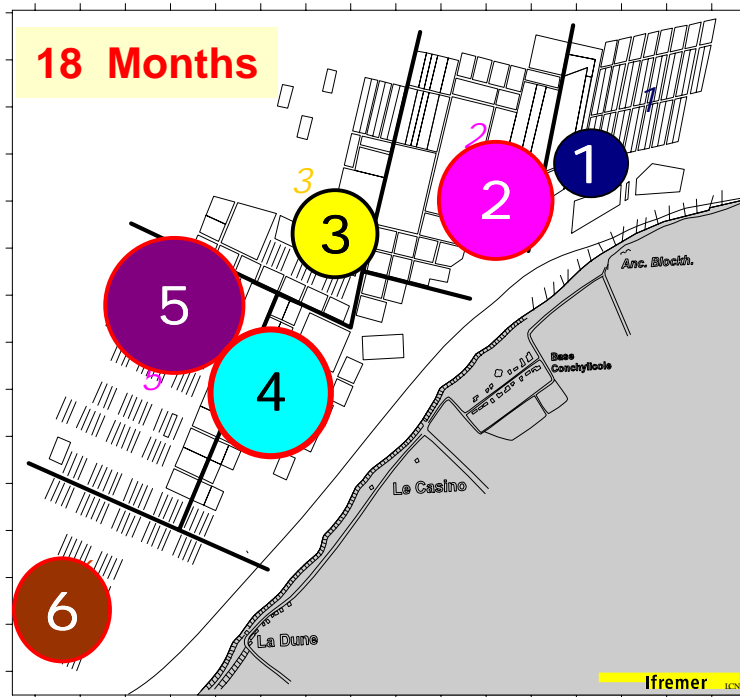 18 Months
1
2
1
2
3
3
Anc. Blockh.
5
5
4
Base
Conchylicole
Le Casino
6
La Dune
Ifremer